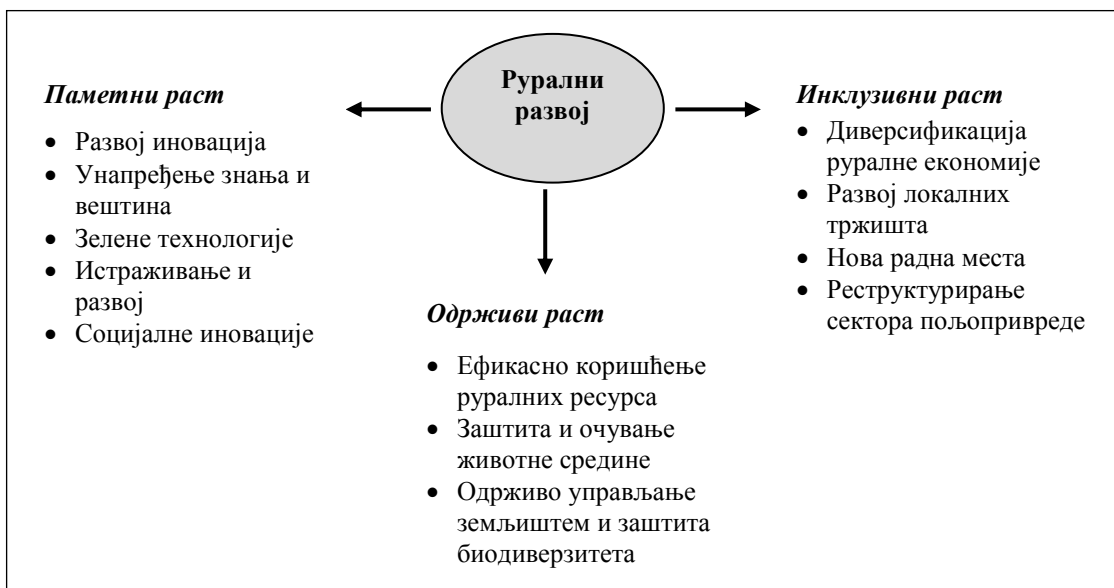 Рурални
развој
Паметни раст
• Развој иновација
• Унапређење знања и
вештина
• Зелене технологије
• Истраживање и
развој
• Социјалне иновације
Одрживи раст
• Ефикасно коришћење
руралних ресурса
• Заштита и очување
животне средине
• Одрживо управљање
земљиштем и заштита
биодиверзитета
Инклузивни раст
• Диверсификација
руралне економије
• Развој локалних
тржишта
• Нова радна места
• Реструктурирање
сектора пољопривреде